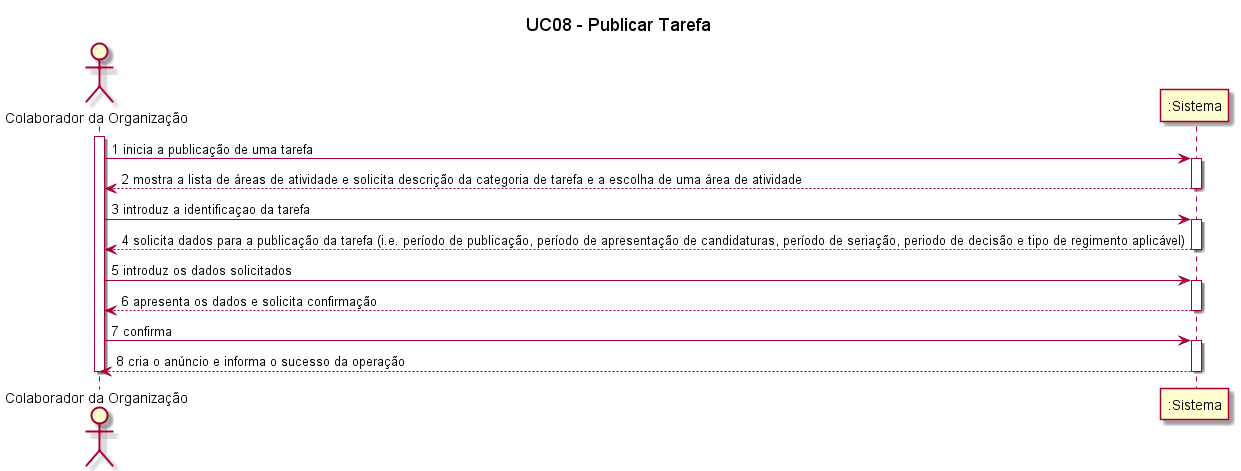 UC08 - Publicar Tarefa
Colaborador da Organização
:Sistema
1 inicia a publicação de uma tarefa
2 mostra a lista de áreas de atividade e solicita descrição da categoria de tarefa e a escolha de uma área de atividade
3 introduz a identificaçao da tarefa
4 solicita dados para a publicação da tarefa (i.e. período de publicação, período de apresentação de candidaturas, período de seriação, periodo de decisão e tipo de regimento aplicável)
5 introduz os dados solicitados
6 apresenta os dados e solicita confirmação
7 confirma
8 cria o anúncio e informa o sucesso da operação
Colaborador da Organização
:Sistema